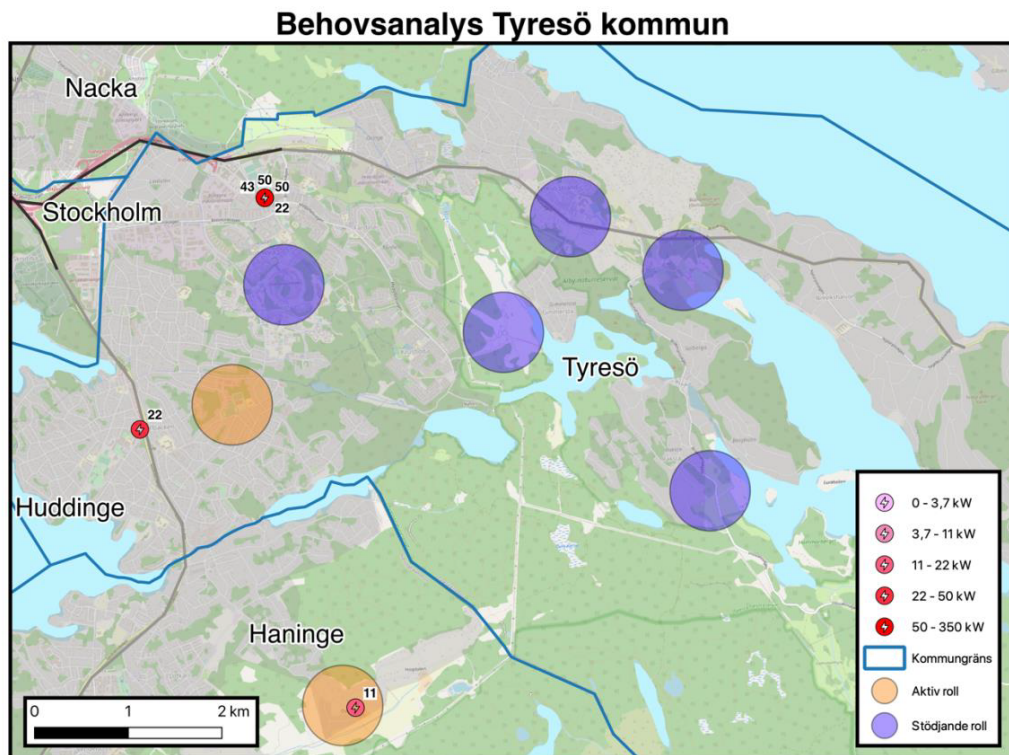 Behovsanalys Tyresö kommun
Nacka
50
43 50
22
Stockholm
Tyresö
22
Huddinge
Haninge
11
0 - 3,7 kW
3,7 - 11 kW
11 - 22 kW
22 - 50 kW
50 - 350 kW
Kommungräns
Aktiv roll
Stödjande roll
0 1 2 km